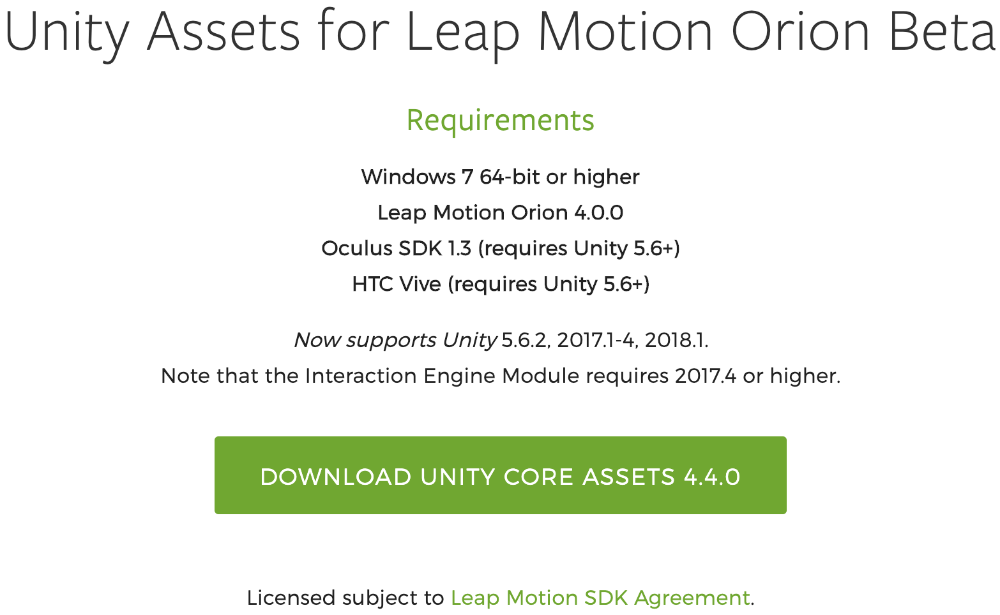 Unity Assets for Leap Motion Orion Beta
Requirements
Windows 7 64-bit or higher
Leap Motion Orion 4.0.0
Oculus SDK 1.3 (requires Unity 5.6+)
HTC Vive (requires Unity 5.6+)
Now supports Unity 5.6.2, 2017.1-4, 2018.1.
Note that the Interaction Engine Module requires 2017.4 or higher.
DOWNLOAD UNITY CORE ASSETS 4.4.0
Licensed subject to Leap Motion SDK Agreement.